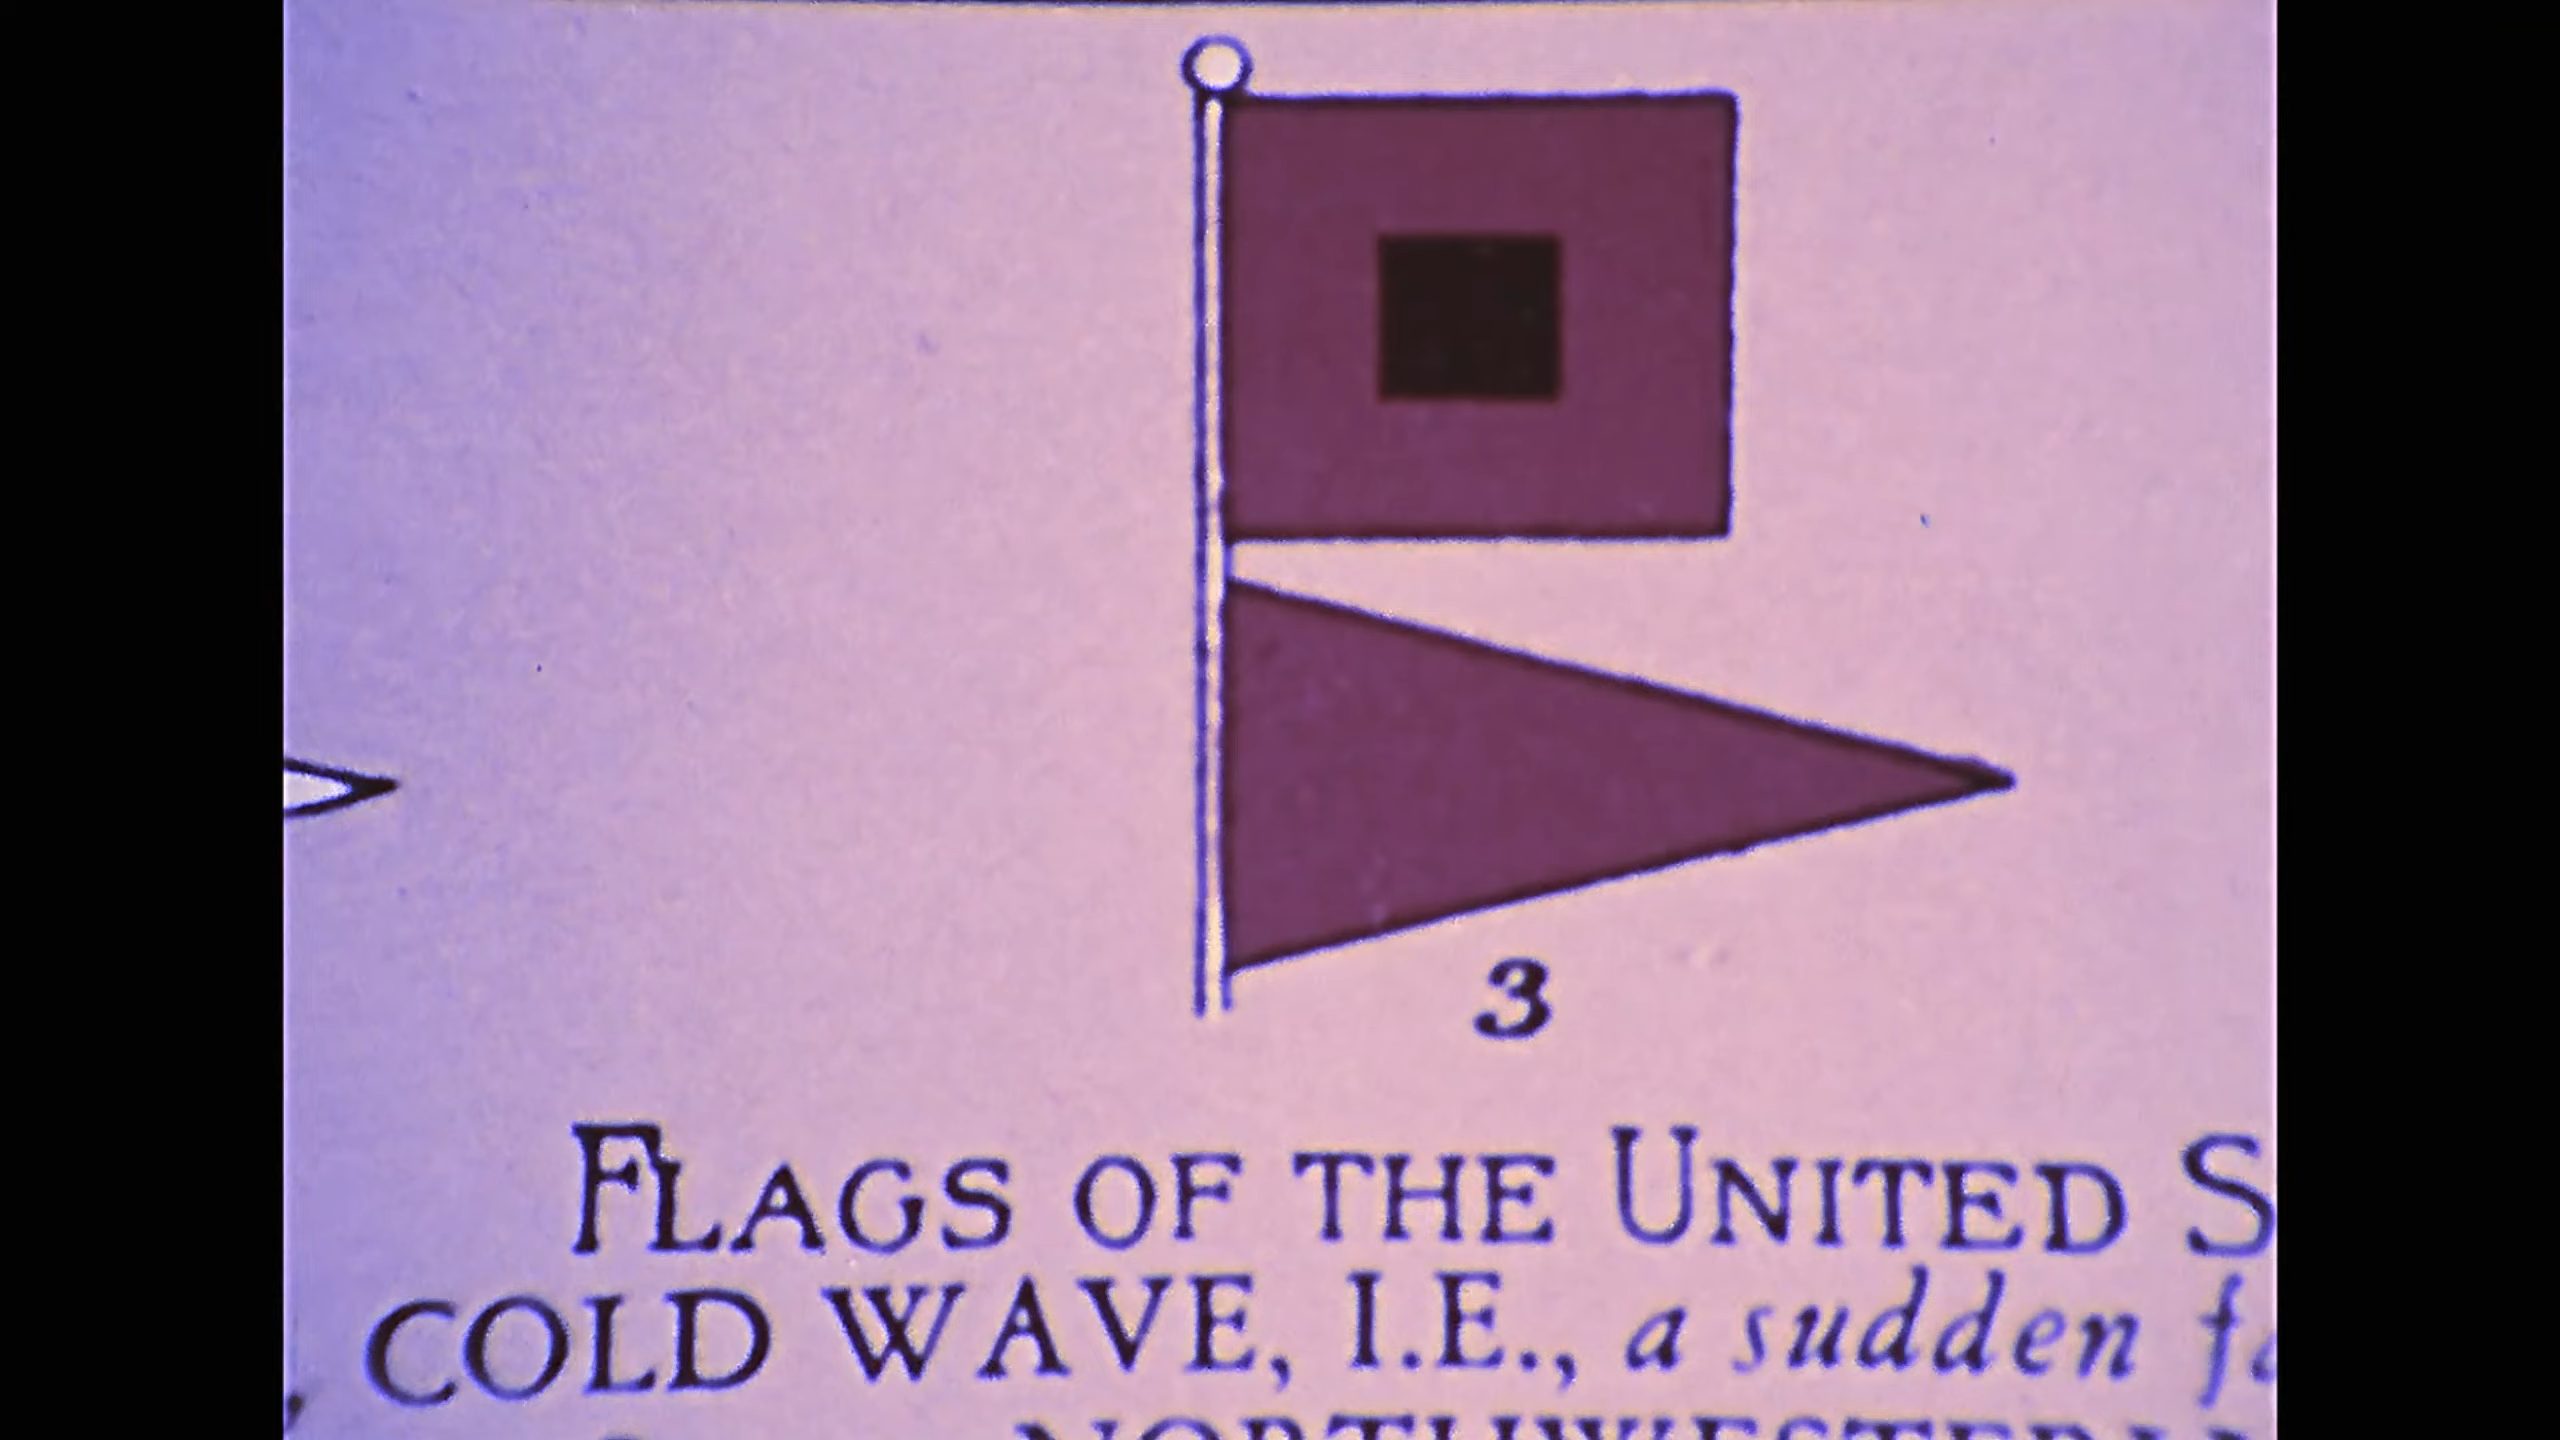 3
FLAGS OF THE UNITED S
COLD WAVE, I.E., a sudden